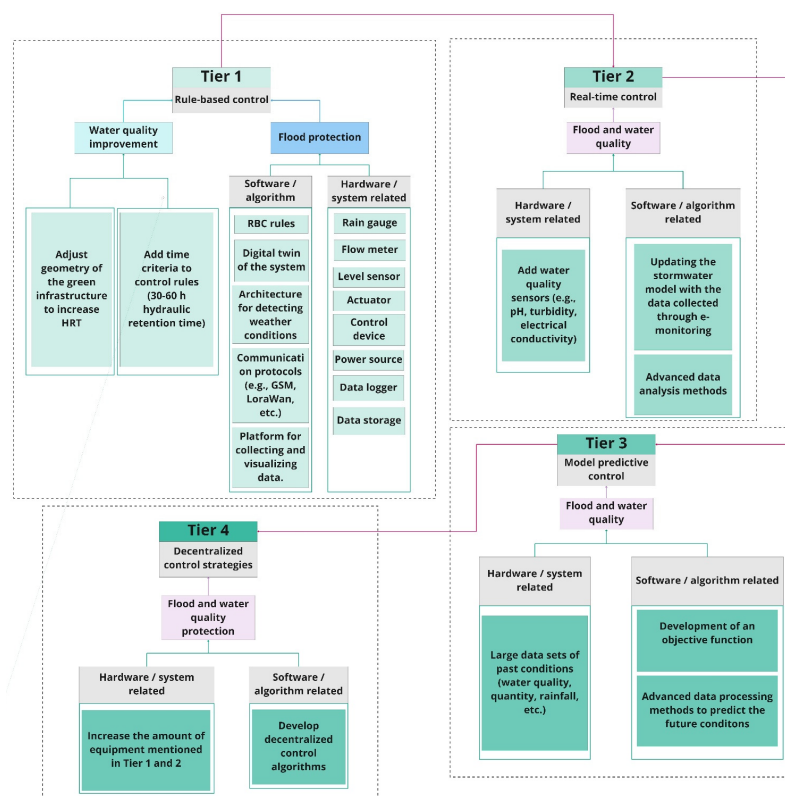 Tier 1
Rule-based control
Water quality
improvement
Flood protection
Adjust
geometry of
the green
infrastructure
to increase
HRT
Add time
criteria to
control rules
(30-60 h
hydraulic
retention time)
Software /
algorithm
RBC rules
Digital twin
of the system
Architecture
for detecting
weather
conditions
Communicati
on protocols
(e.g., GSM,
LoraWan,
etc.)
Platform for
collecting and
visualizing
data.
Hardware /
system related
Rain gauge
Flow meter
Level sensor
Actuator
Control
device
Power source
Data logger
Data storage
Tier 2
Real-time control
Flood and water
quality
Hardware /
system related
Add water
quality
sensors (e.g.,
pH, turbidity,
electrical
conductivity)
Software / algorithm
related
Updating the
stormwater
model with the
data collected
through e-
monitoring
Advanced data
analysis methods
Tier 3
Model predictive
control
Flood and water
quality
Hardware / system
related
Large data sets of
past conditions
(water quality,
quantity, rainfall,
etc.)
Software / algorithm related
Development of an
objective function
Advanced data processing
methods to predict the
future conditons
Tier 4
Decentralized
control strategies
Flood and water
quality
protection
Hardware / system
related
Increase the amount of
equipment mentioned
in Tier 1 and 2
Software /
algorithm related
Develop
decentralized
control
algorithms